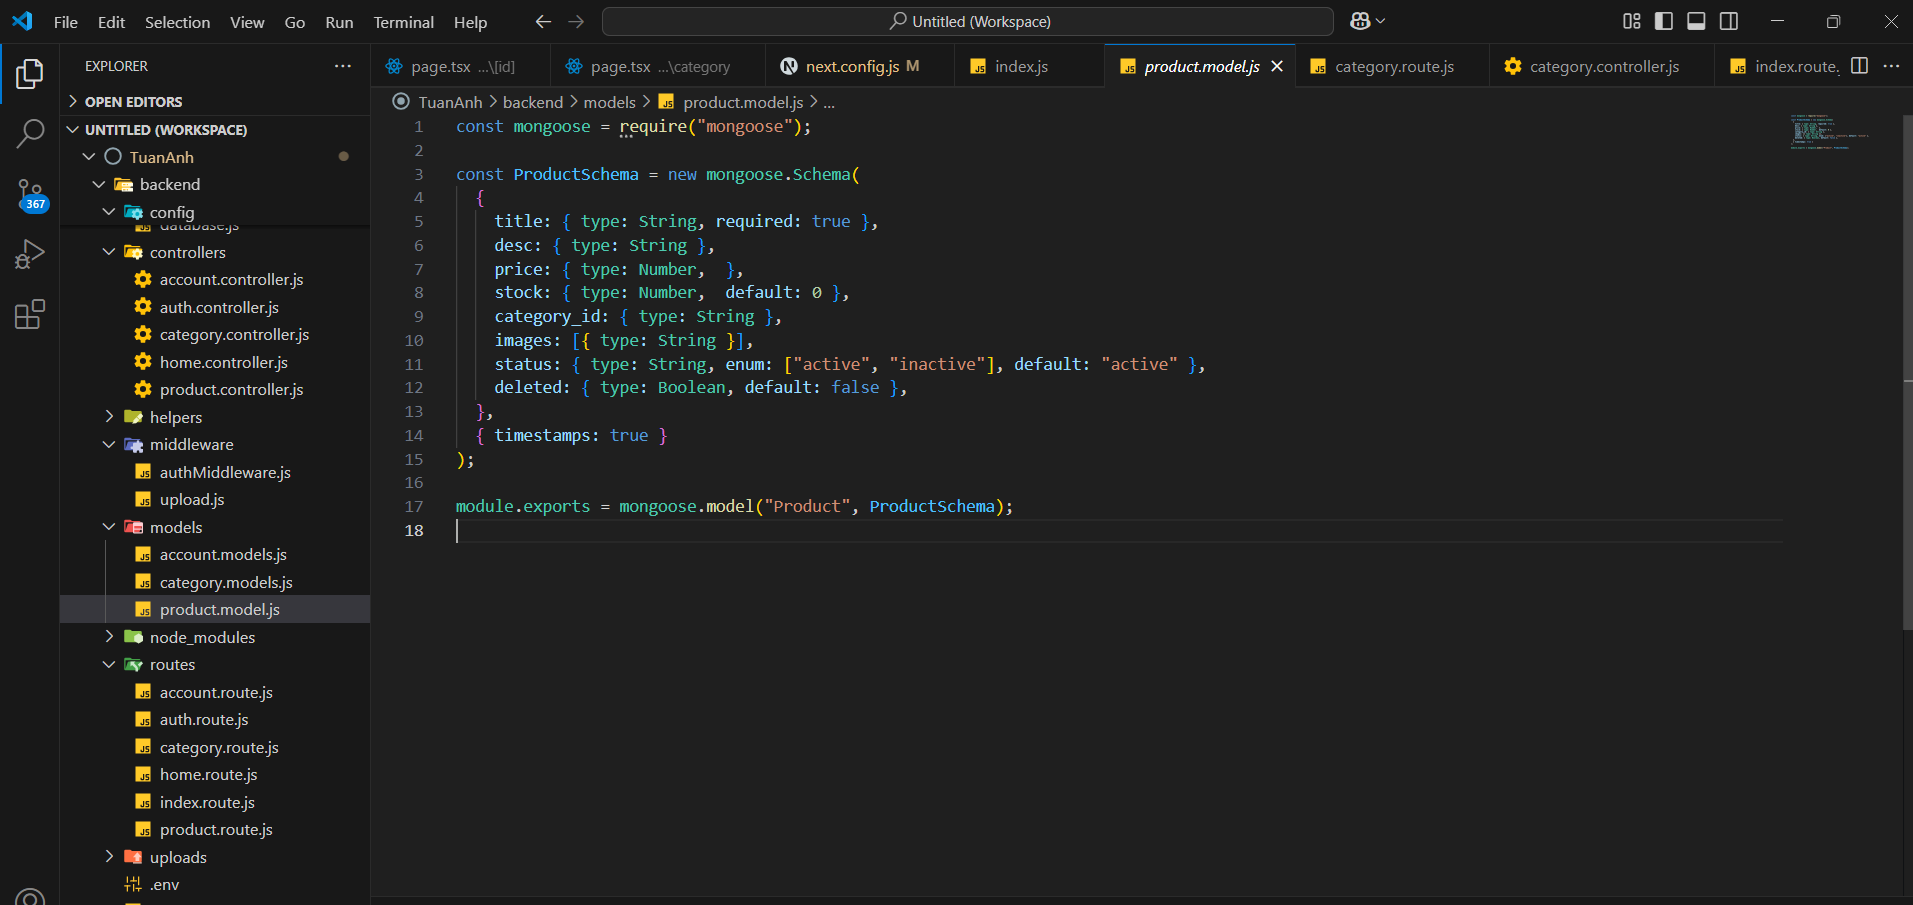 File Edit Selection View Go Run Terminal Help
Untitled (Workspace)
EXPLORER
OPEN EDITORS
UNTITLED (WORKSPACE)
TuanAnh
backend
config
database.js
controllers
account.controller.js
auth.controller.js
category.controller.js
home.controller.js
product.controller.js
helpers
middleware
authMiddleware.js
upload.js
models
account.models.js
category.models.js
product.model.js
node_modules
routes
account.route.js
auth.route.js
category.route.js
home.route.js
index.route.js
product.route.js
uploads
.env
367
page.tsx ...\[id]
page.tsx ...\category
next.config.js M
index.js
product.model.js
category.route.js
category.controller.js
index.route.
TuanAnh > backend > models > product.model.js > ...
1 const mongoose = require("mongoose");
2
3 const ProductSchema = new mongoose.Schema(
4 {
5 title: { type: String, required: true },
6 desc: { type: String },
7 price: { type: Number,  },
8 stock: { type: Number,  default: 0 },
9 category_id: { type: String },
10 images: [{ type: String }],
11 status: { type: String, enum: ["active", "inactive"], default: "active" },
12 deleted: { type: Boolean, default: false },
13 },
14 { timestamps: true }
15 );
16
17 module.exports = mongoose.model("Product", ProductSchema);
18